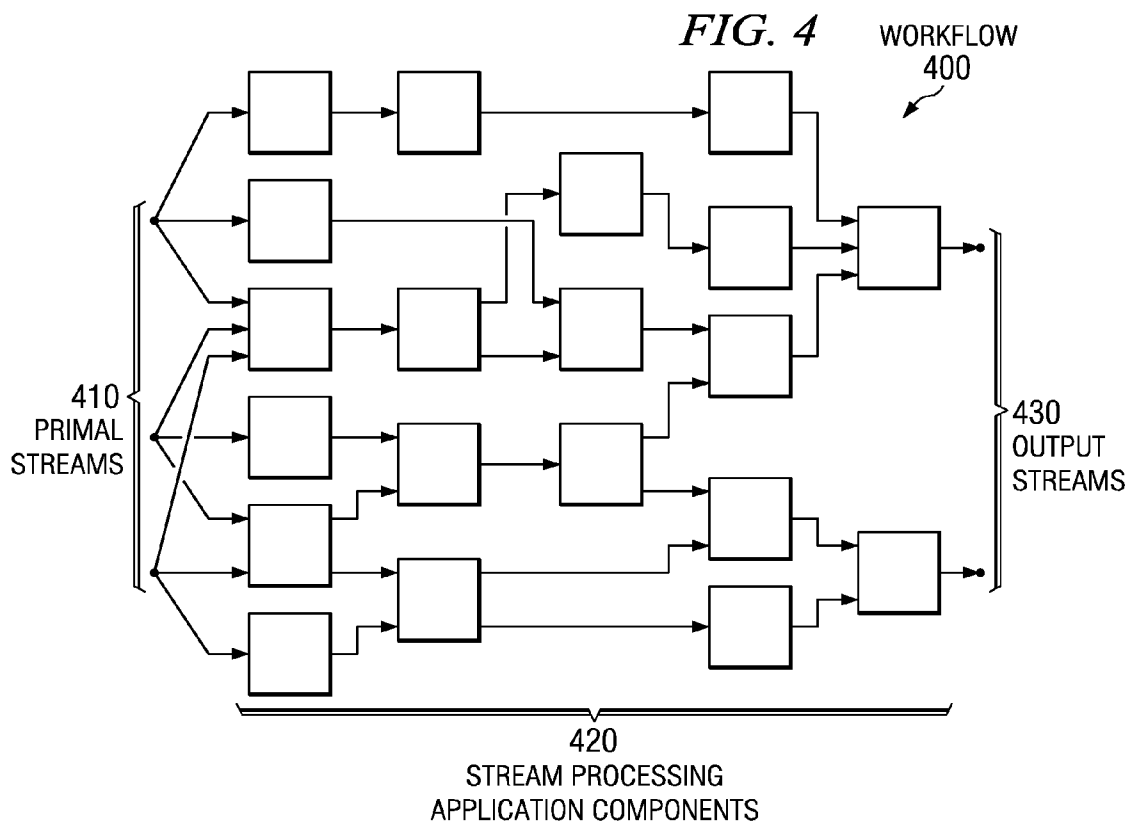 FIG. 4
WORKFLOW
400
410
PRIMAL
STREAMS
430
OUTPUT
STREAMS
420
STREAM PROCESSING
APPLICATION COMPONENTS